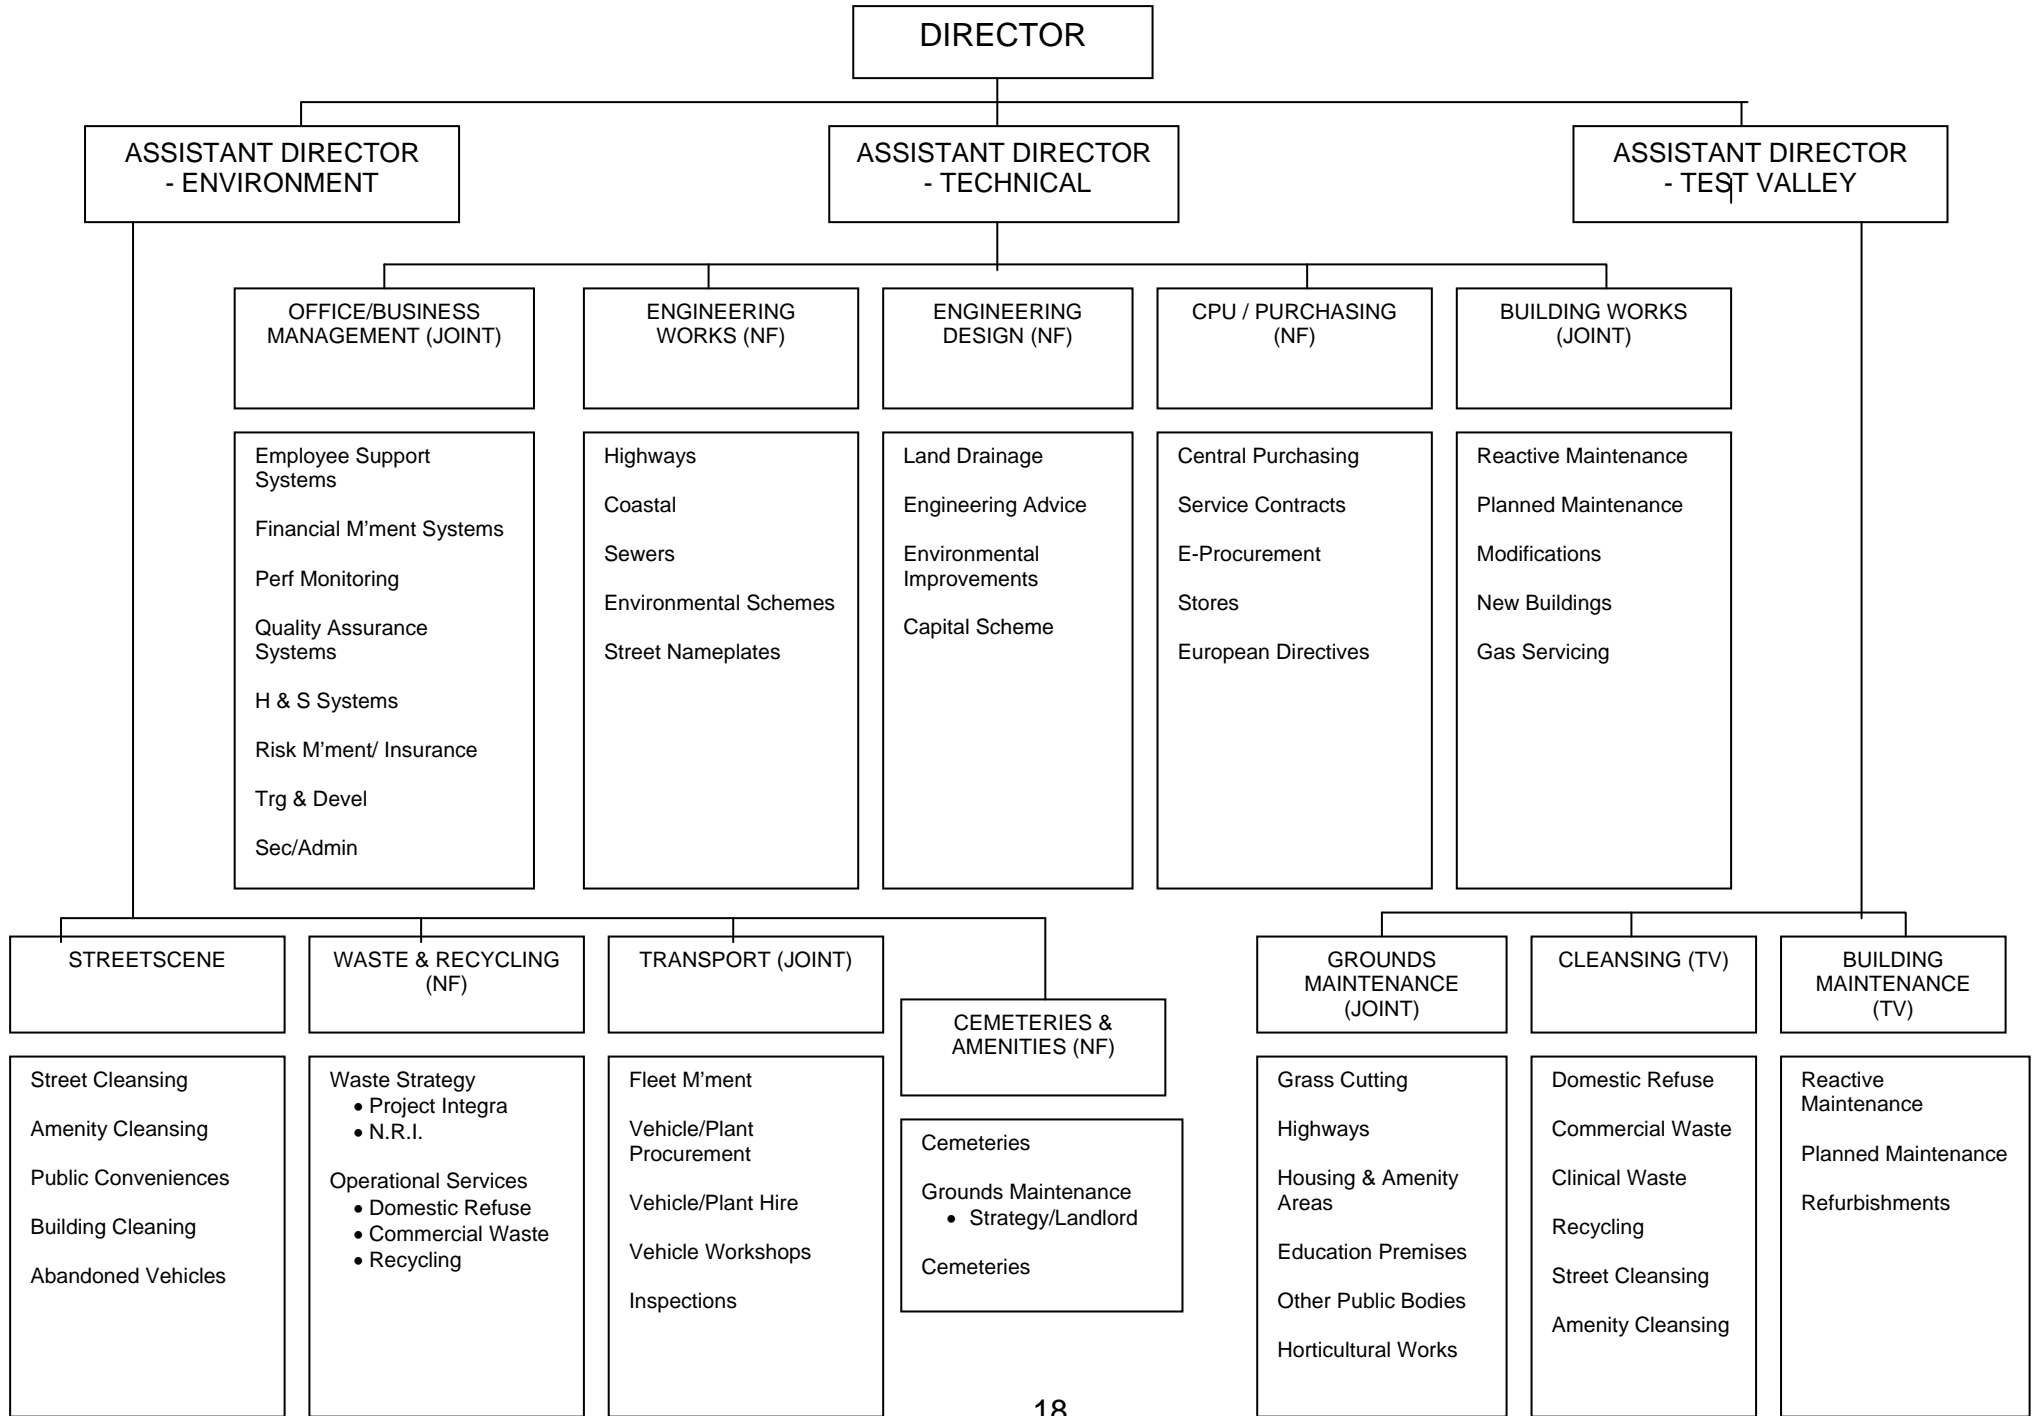 DIRECTOR
ASSISTANT DIRECTOR
- ENVIRONMENT
ASSISTANT DIRECTOR
- TECHNICAL
ASSISTANT DIRECTOR
- TEST VALLEY
OFFICE/BUSINESS
MANAGEMENT (JOINT)
ENGINEERING
WORKS (NF)
ENGINEERING
DESIGN (NF)
CPU / PURCHASING
(NF)
BUILDING WORKS
(JOINT)
Employee Support
Systems
Financial M’ment Systems
Perf Monitoring
Quality Assurance
Systems
H & S Systems
Risk M’ment/ Insurance
Trg & Devel
Sec/Admin
Highways
Coastal
Sewers
Environmental Schemes
Street Nameplates
Land Drainage
Engineering Advice
Environmental
Improvements
Capital Scheme
Central Purchasing
Service Contracts
E-Procurement
Stores
European Directives
Reactive Maintenance
Planned Maintenance
Modifications
New Buildings
Gas Servicing
STREETSCENE
WASTE & RECYCLING
(NF)
TRANSPORT (JOINT)
CEMETERIES &
AMENITIES (NF)
GROUNDS
MAINTENANCE
(JOINT)
CLEANSING (TV)
BUILDING
MAINTENANCE
(TV)
Street Cleansing
Amenity Cleansing
Public Conveniences
Building Cleaning
Abandoned Vehicles
Waste Strategy
• Project Integra
• N.R.I.
Operational Services
• Domestic Refuse
• Commercial Waste
• Recycling
Fleet M’ment
Vehicle/Plant
Procurement
Vehicle/Plant Hire
Vehicle Workshops
Inspections
Cemeteries
Grounds Maintenance
• Strategy/Landlord
Cemeteries
Grass Cutting
Highways
Housing & Amenity
Areas
Education Premises
Other Public Bodies
Horticultural Works
Domestic Refuse
Commercial Waste
Clinical Waste
Recycling
Street Cleansing
Amenity Cleansing
Reactive
Maintenance
Planned Maintenance
Refurbishments
18